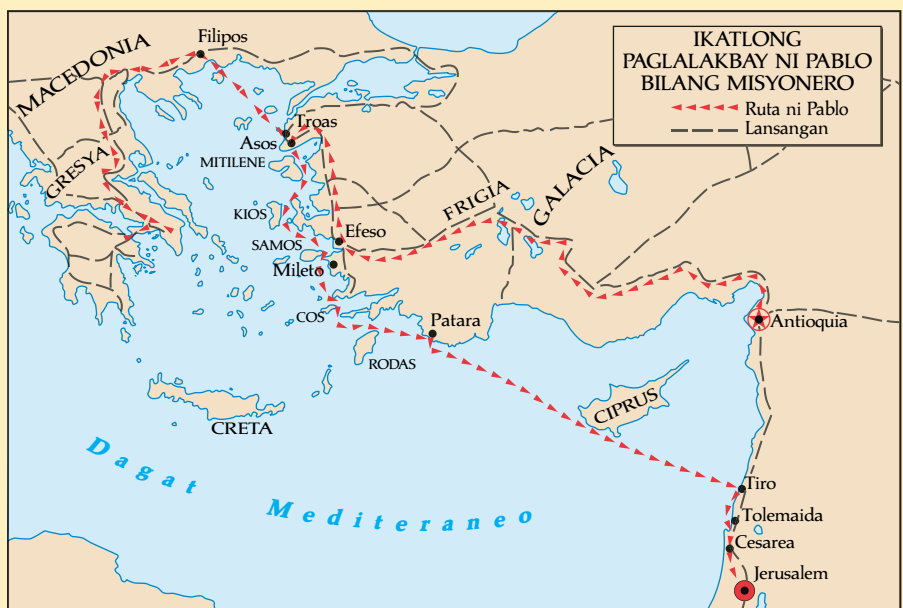 IKATLONG
PAGLALAKBAY NI PABLO
BILANG MISYONERO
Ruta ni Pablo
Lansangan
MACEDONIA
Filipos
Troas
Asos
MITILENE
GRESYA
KIOS
SAMOS
Efeso
Mileto
FRIGIA
GALACIA
COS
Patara
RODAS
Antioquia
CRETA
CIPRUS
Dagat Mediteraneo
Tiro
Tolemaida
Cesarea
Jerusalem